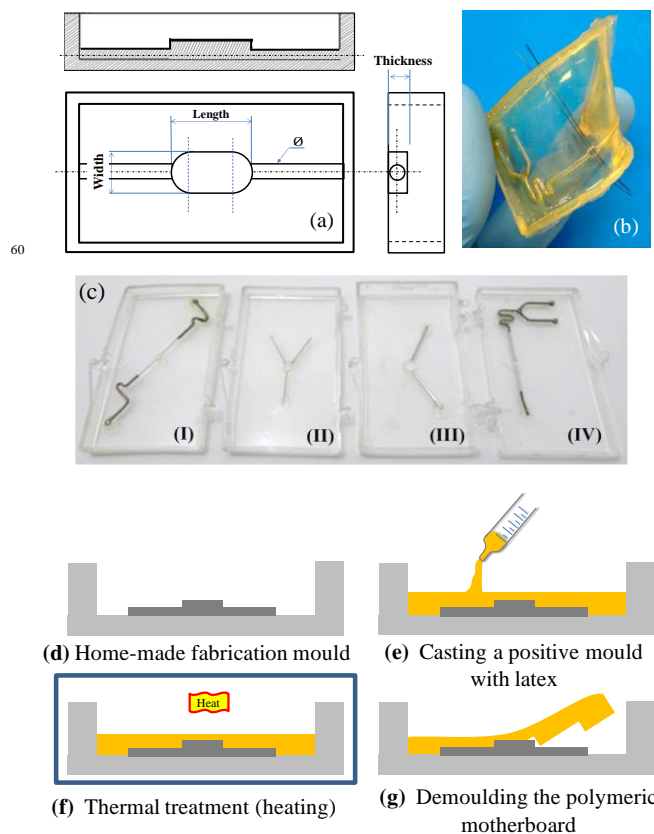 Thickness
Length
Ø
Width
(a)
(b)
60
(c)
(I)
(II)
(III)
(IV)
(d) Home-made fabrication mould
(e) Casting a positive mould
with latex
Heat
(f) Thermal treatment (heating)
(g) Demoulding the polymeric
motherboard